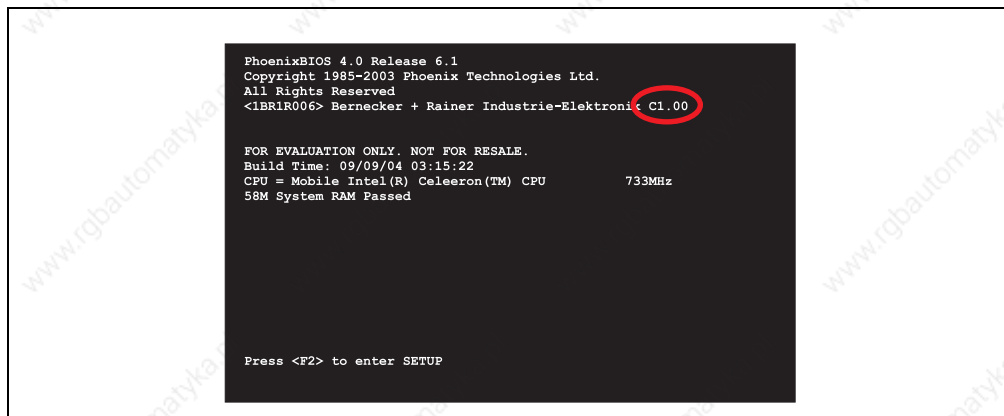 PhoenixBIOS 4.0 Release 6.1
Copyright 1985-2003 Phoenix Technologies Ltd.
All Rights Reserved
<1BR1R006> Bernecker + Rainer Industrie-Elektronik C1.00
FOR EVALUATION ONLY. NOT FOR RESALE.
Build Time: 09/09/04 03:15:22
CPU = Mobile Intel(R) Celeeron(TM) CPU 733MHz
58M System RAM Passed
Press <F2> to enter SETUP